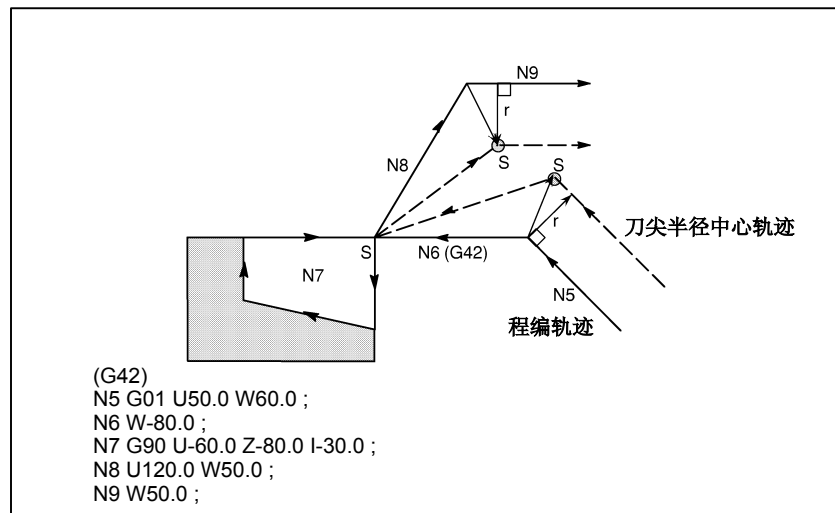 N9
r
N8
S
S
r
刀尖半径中心轨迹
S
N6 (G42)
N7
N5
程编轨迹
(G42)
N5 G01 U50.0 W60.0 ;
N6 W-80.0 ;
N7 G90 U-60.0 Z-80.0 I-30.0 ;
N8 U120.0 W50.0 ;
N9 W50.0 ;